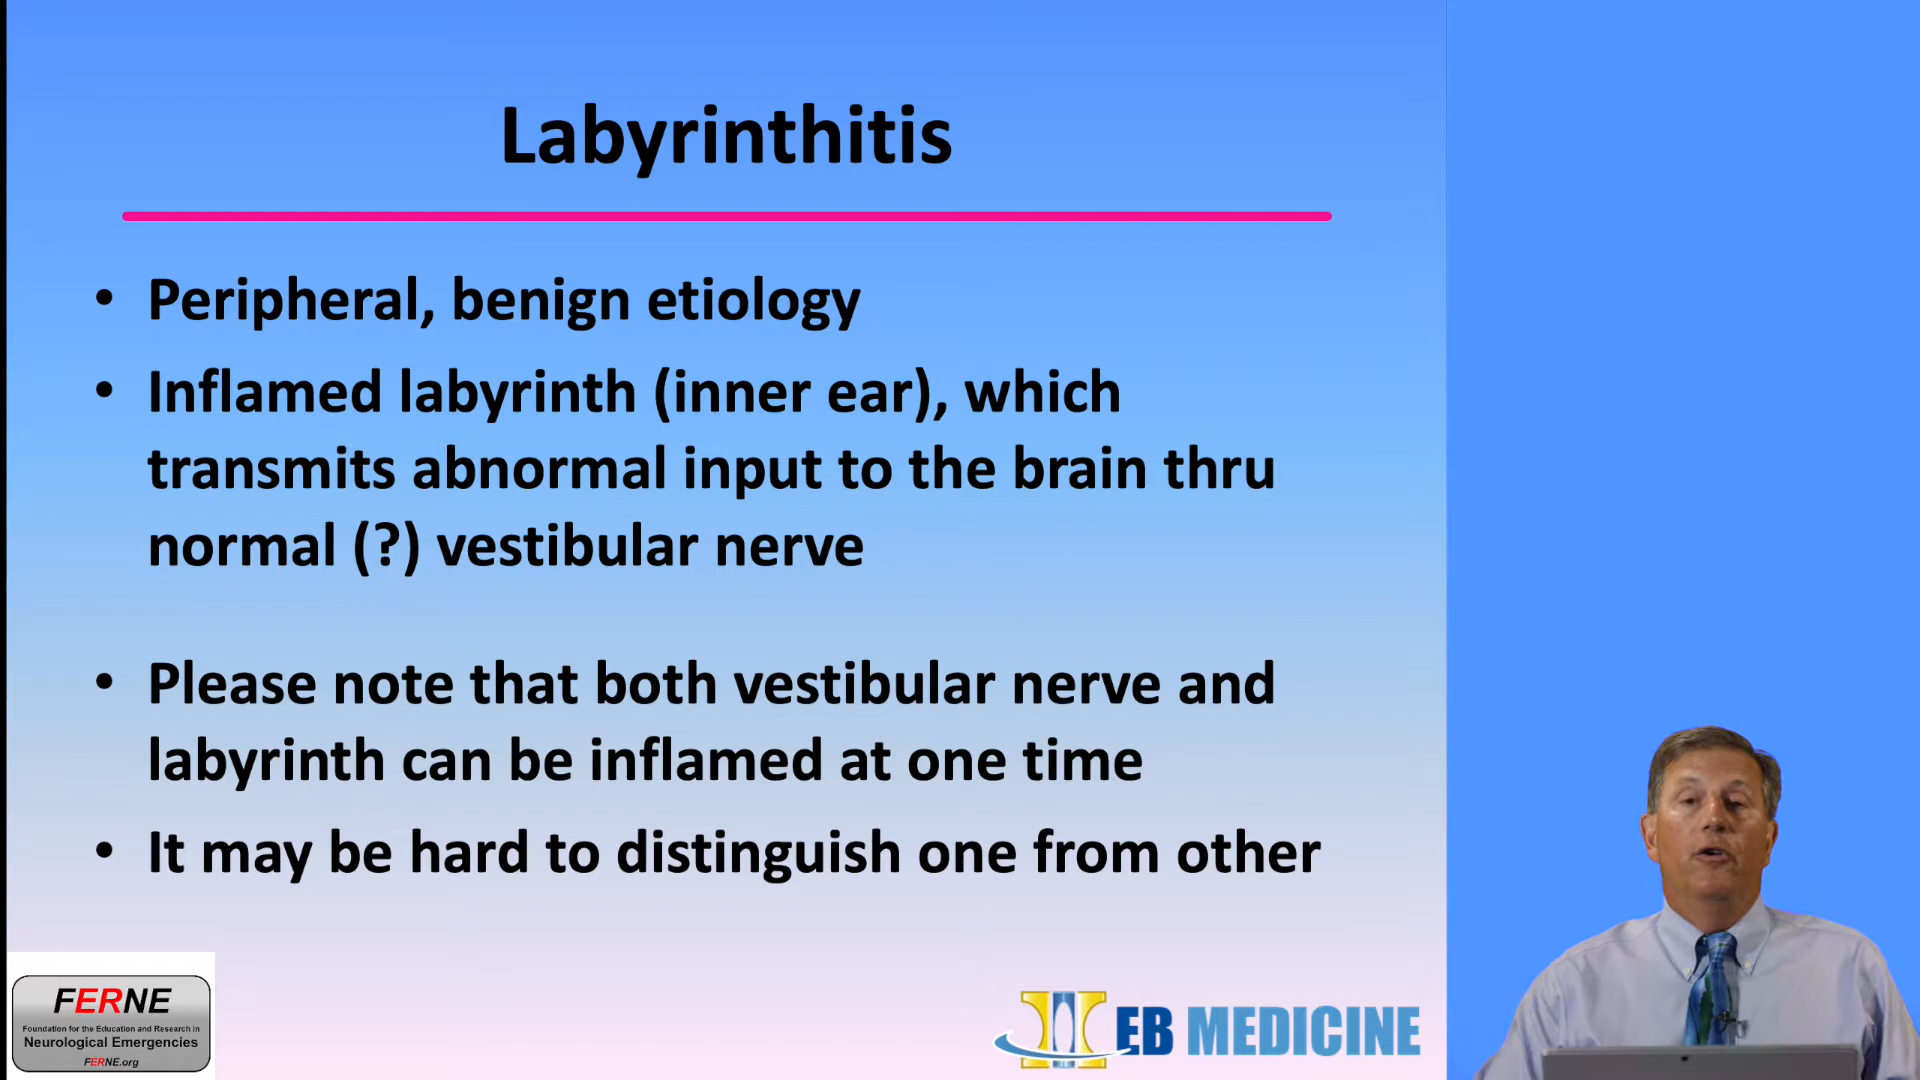 Labyrinthitis
• Peripheral, benign etiology
• Inflamed labyrinth (inner ear), which
transmits abnormal input to the brain thru
normal (?) vestibular nerve
• Please note that both vestibular nerve and
labyrinth can be inflamed at one time
• It may be hard to distinguish one from other
FERNE
Foundation for the Education and Research in
Neurological Emergencies
FERNE.org
EB MEDICINE